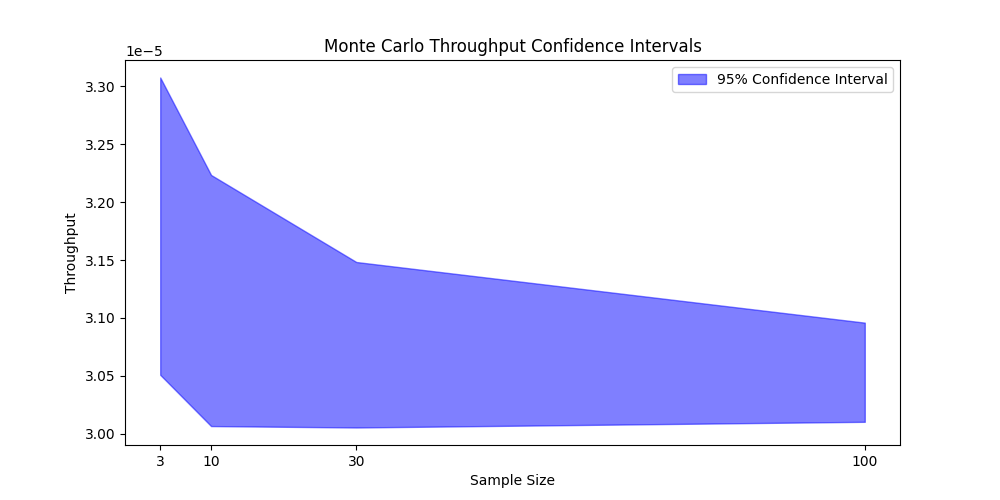 Monte Carlo Throughput Confidence Intervals
1e−5
95% Confidence Interval
3.30
3.25
3.20
3.15
3.10
3.05
3.00
Throughput
3 10 30 100
Sample Size